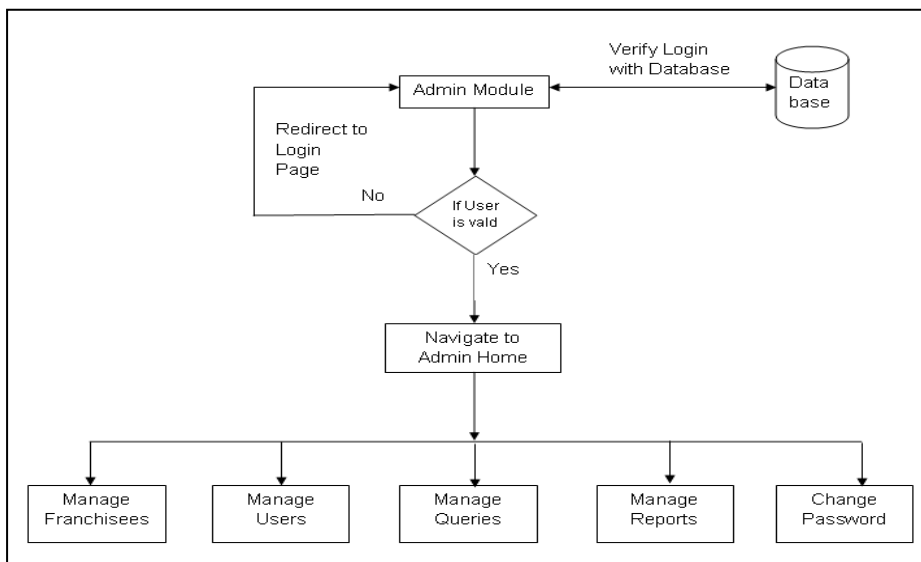 Verify Login
with Database
Data
base
Admin Module
Redirect to
Login
Page
No
If User
is vald
Yes
Navigate to
Admin Home
Manage
Franchisees
Manage
Users
Manage
Queries
Manage
Reports
Change
Password